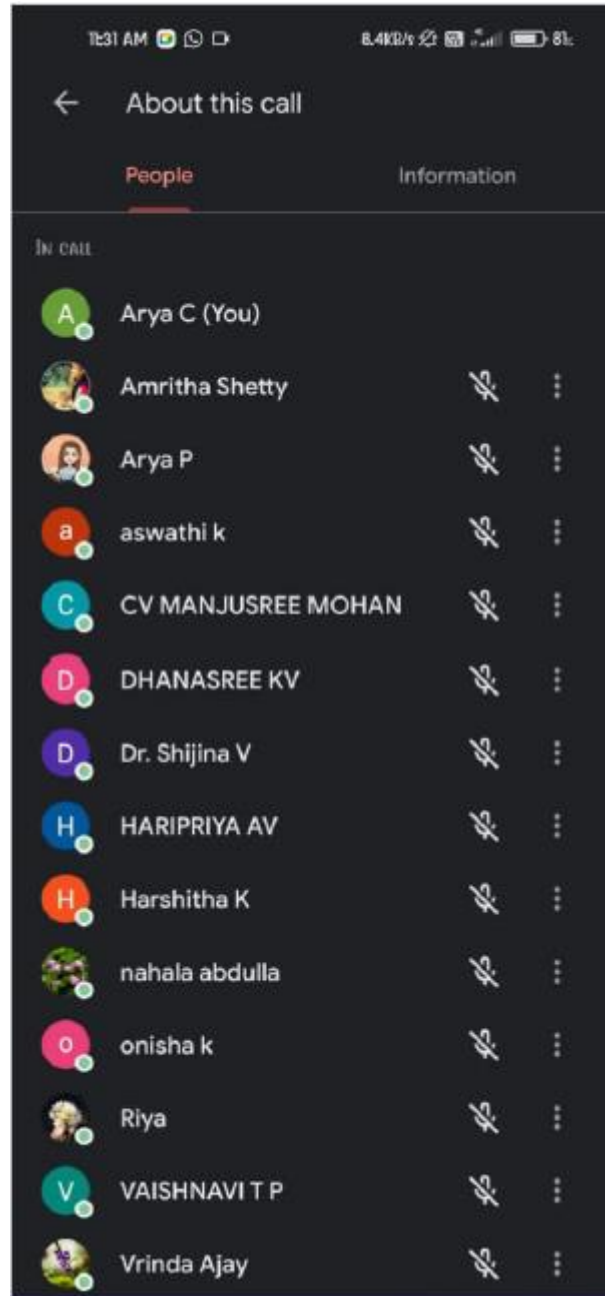 11:31 AM 8.4KB/s 81%
About this call
People Information
IN CALL
A Arya C (You)
Amritha Shetty
Arya P
a aswathi k
C CV MANJUSREE MOHAN
D DHANASREE KV
D Dr. Shijina V
H HARIPRIYA AV
H Harshitha K
nahala abdulla
o onisha k
Riya
V VAISHNAVI T P
Vrinda Ajay